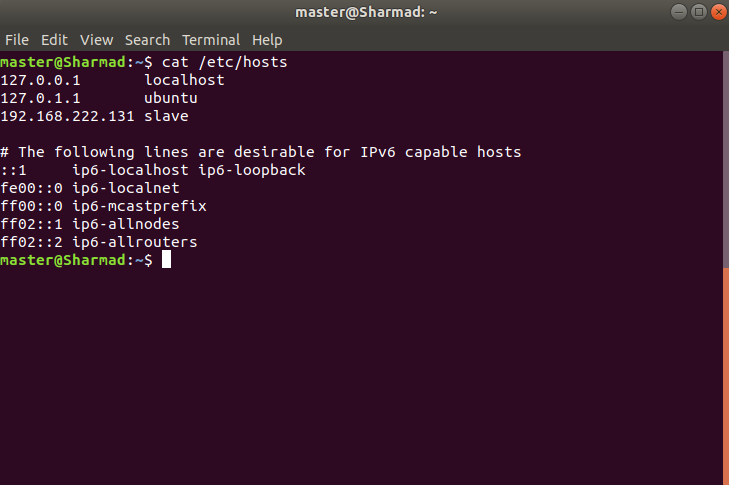 master@Sharmad: ~
File Edit View Search Terminal Help
master@Sharmad:~$ cat /etc/hosts
127.0.0.1       localhost
127.0.1.1       ubuntu
192.168.222.131 slave
# The following lines are desirable for IPv6 capable hosts
::1     ip6-localhost ip6-loopback
fe00::0 ip6-localnet
ff00::0 ip6-mcastprefix
ff02::1 ip6-allnodes
ff02::2 ip6-allrouters
master@Sharmad:~$